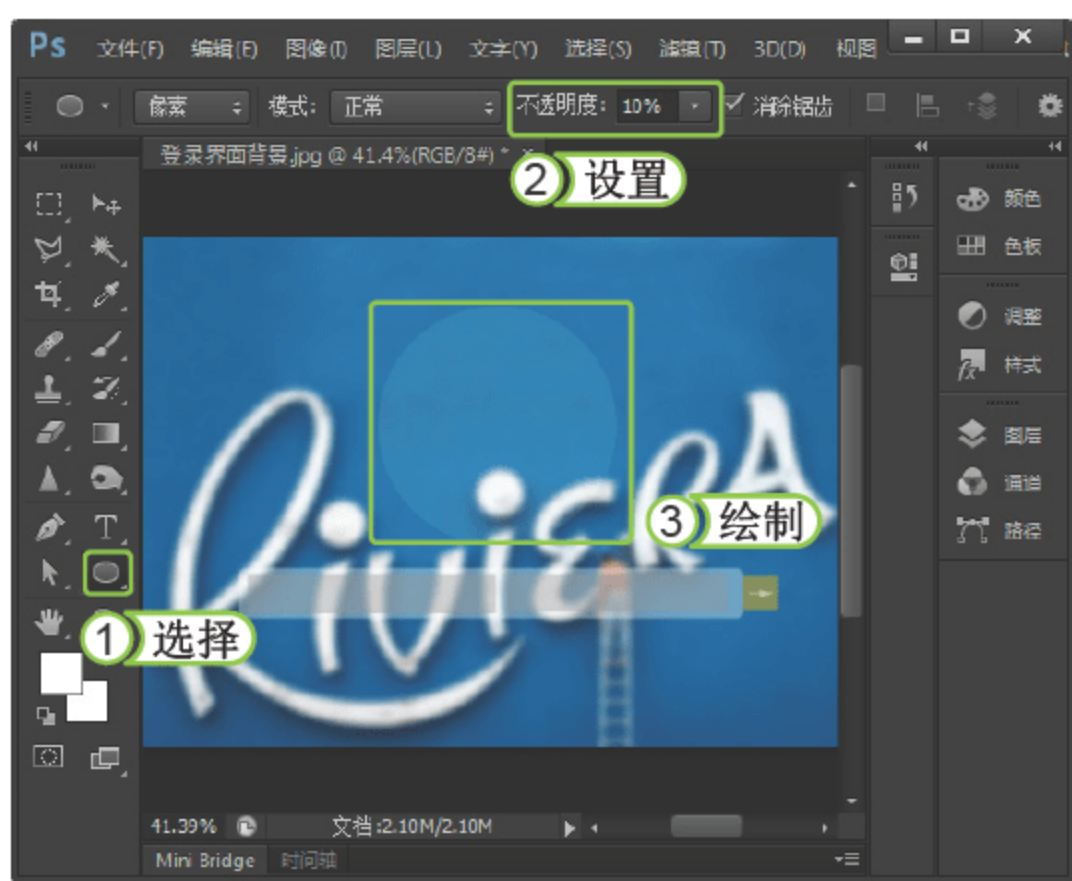 Ps 文件(F) 编辑(E) 图像(I) 图层(L) 文字(Y) 选择(S) 滤镜(T) 3D(D) 视图
像素 模式: 正常 不透明度: 10% 消除锯齿
登录界面背景.jpg @ 41.4%(RGB/8#) * ×
② 设置
颜色
色板
调整
样式
RiViERA
图层
通道
③ 绘制
路径
T
① 选择
41.39% 文档:2.10M/2.10M
Mini Bridge 时间轴